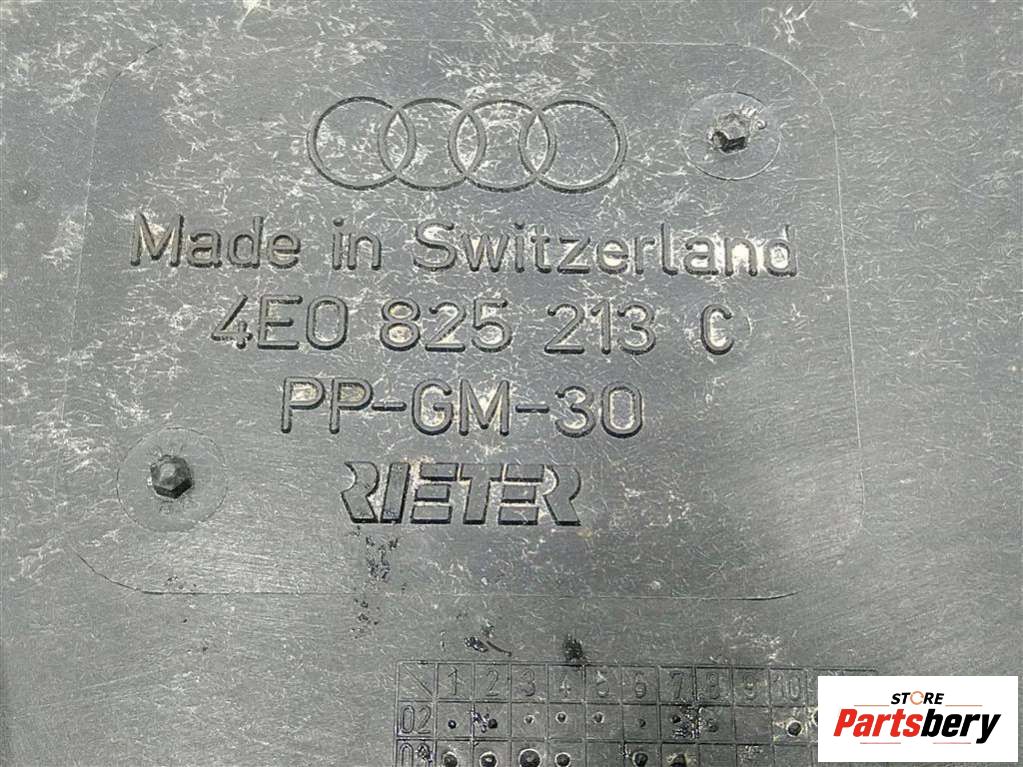 Made in Switzerland
4E0 825 213 C
PP-GM-30
RIETER
1 2 3 4 5 6 7 8 9 10
02
STORE
Partsbery